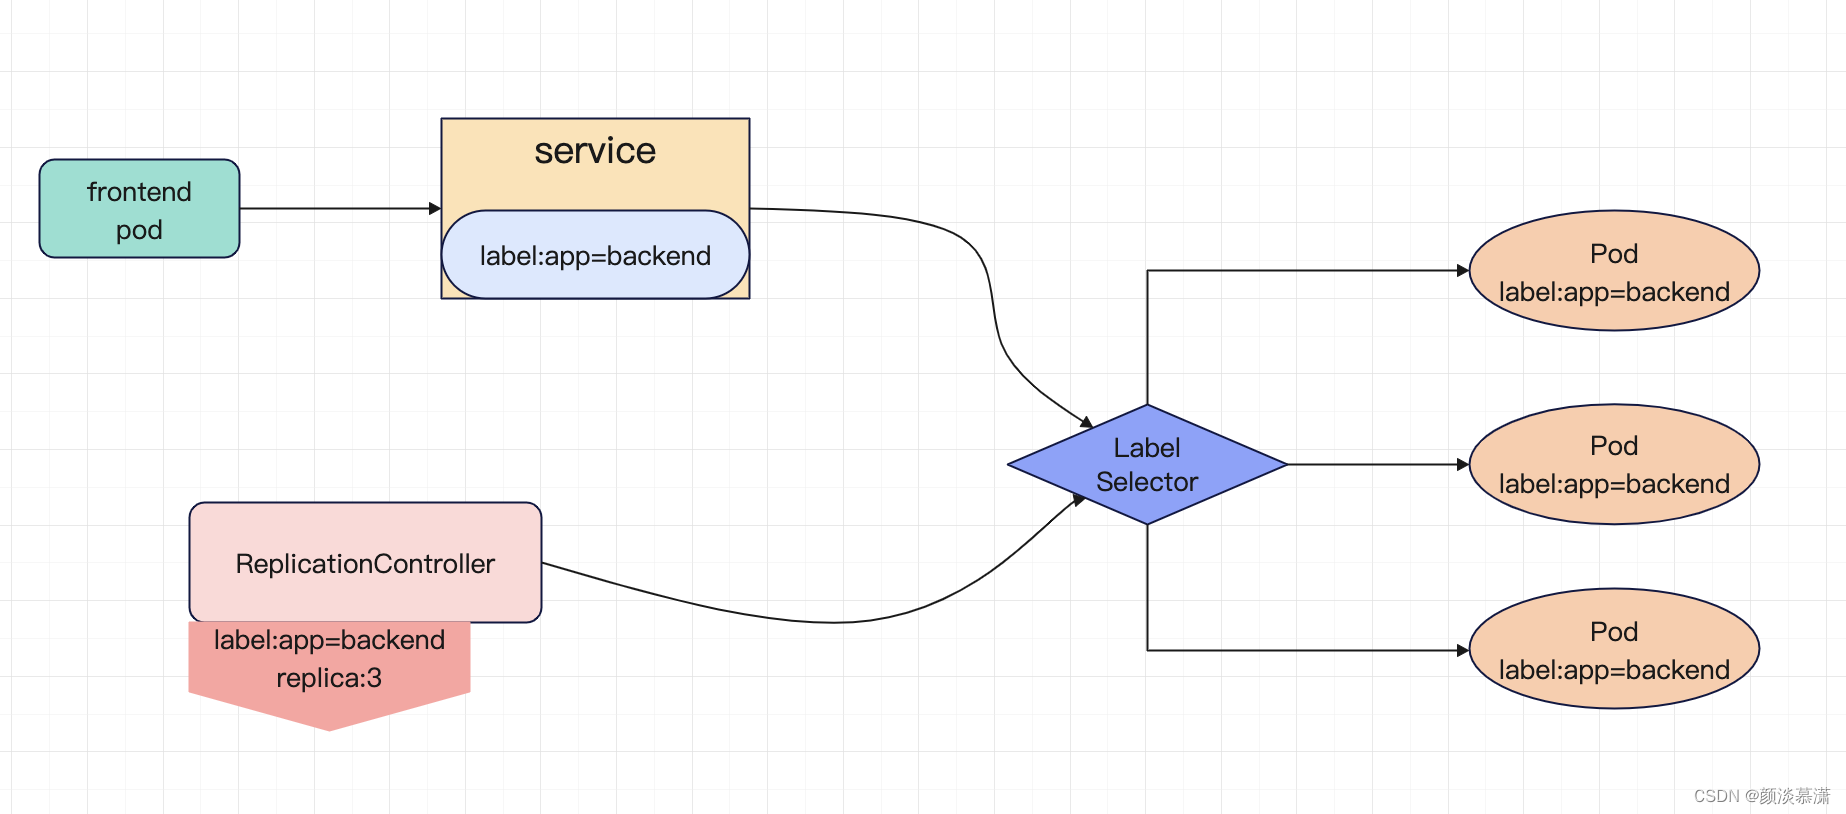 frontend
pod
service
label:app=backend
ReplicationController
label:app=backend
replica:3
Label
Selector
Pod
label:app=backend
Pod
label:app=backend
Pod
label:app=backend
CSDN @颜淡慕潇